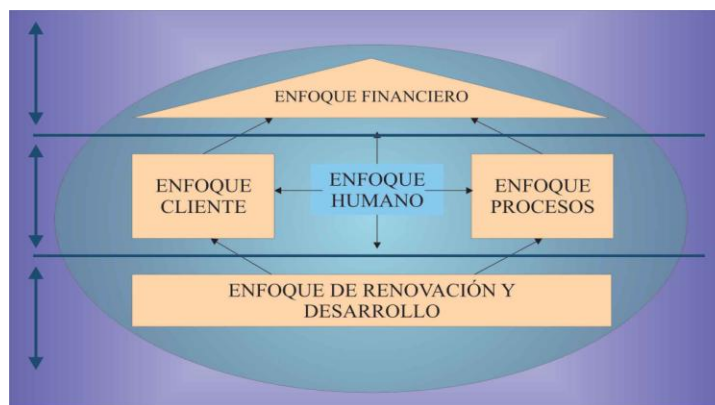 ENFOQUE FINANCIERO
ENFOQUE
CLIENTE
ENFOQUE
HUMANO
ENFOQUE
PROCESOS
ENFOQUE DE RENOVACIÓN Y
DESARROLLO